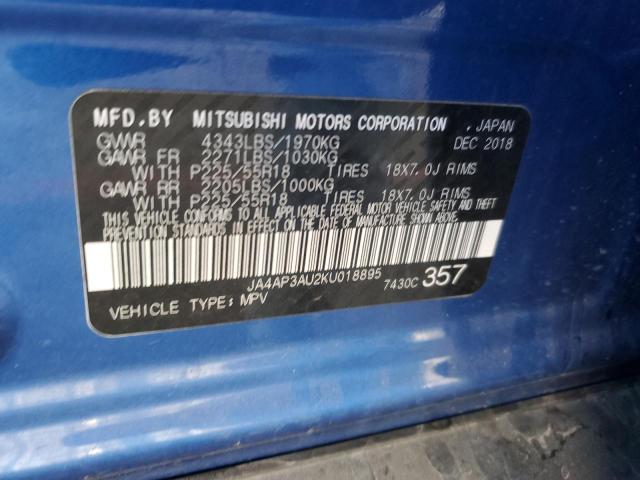 MFD.BY MITSUBISHI MOTORS CORPORATION , JAPAN
GVWR 4343LBS/1970KG DEC 2018
GAWR FR 2271LBS/1030KG
WITH P225/55R18 TIRES 18X7.0J RIMS
GAWR RR 2205LBS/1000KG
WITH P225/55R18 TIRES 18X7.0J RIMS
THIS VEHICLE CONFORMS TO ALL APPLICABLE FEDERAL MOTOR VEHICLE SAFETY AND THEFT
PREVENTION STANDARDS IN EFFECT ON THE DATE OF MANUFACTURE SHOWN ABOVE.
JA4AP3AU2KU018895 7430C 357
VEHICLE TYPE: MPV